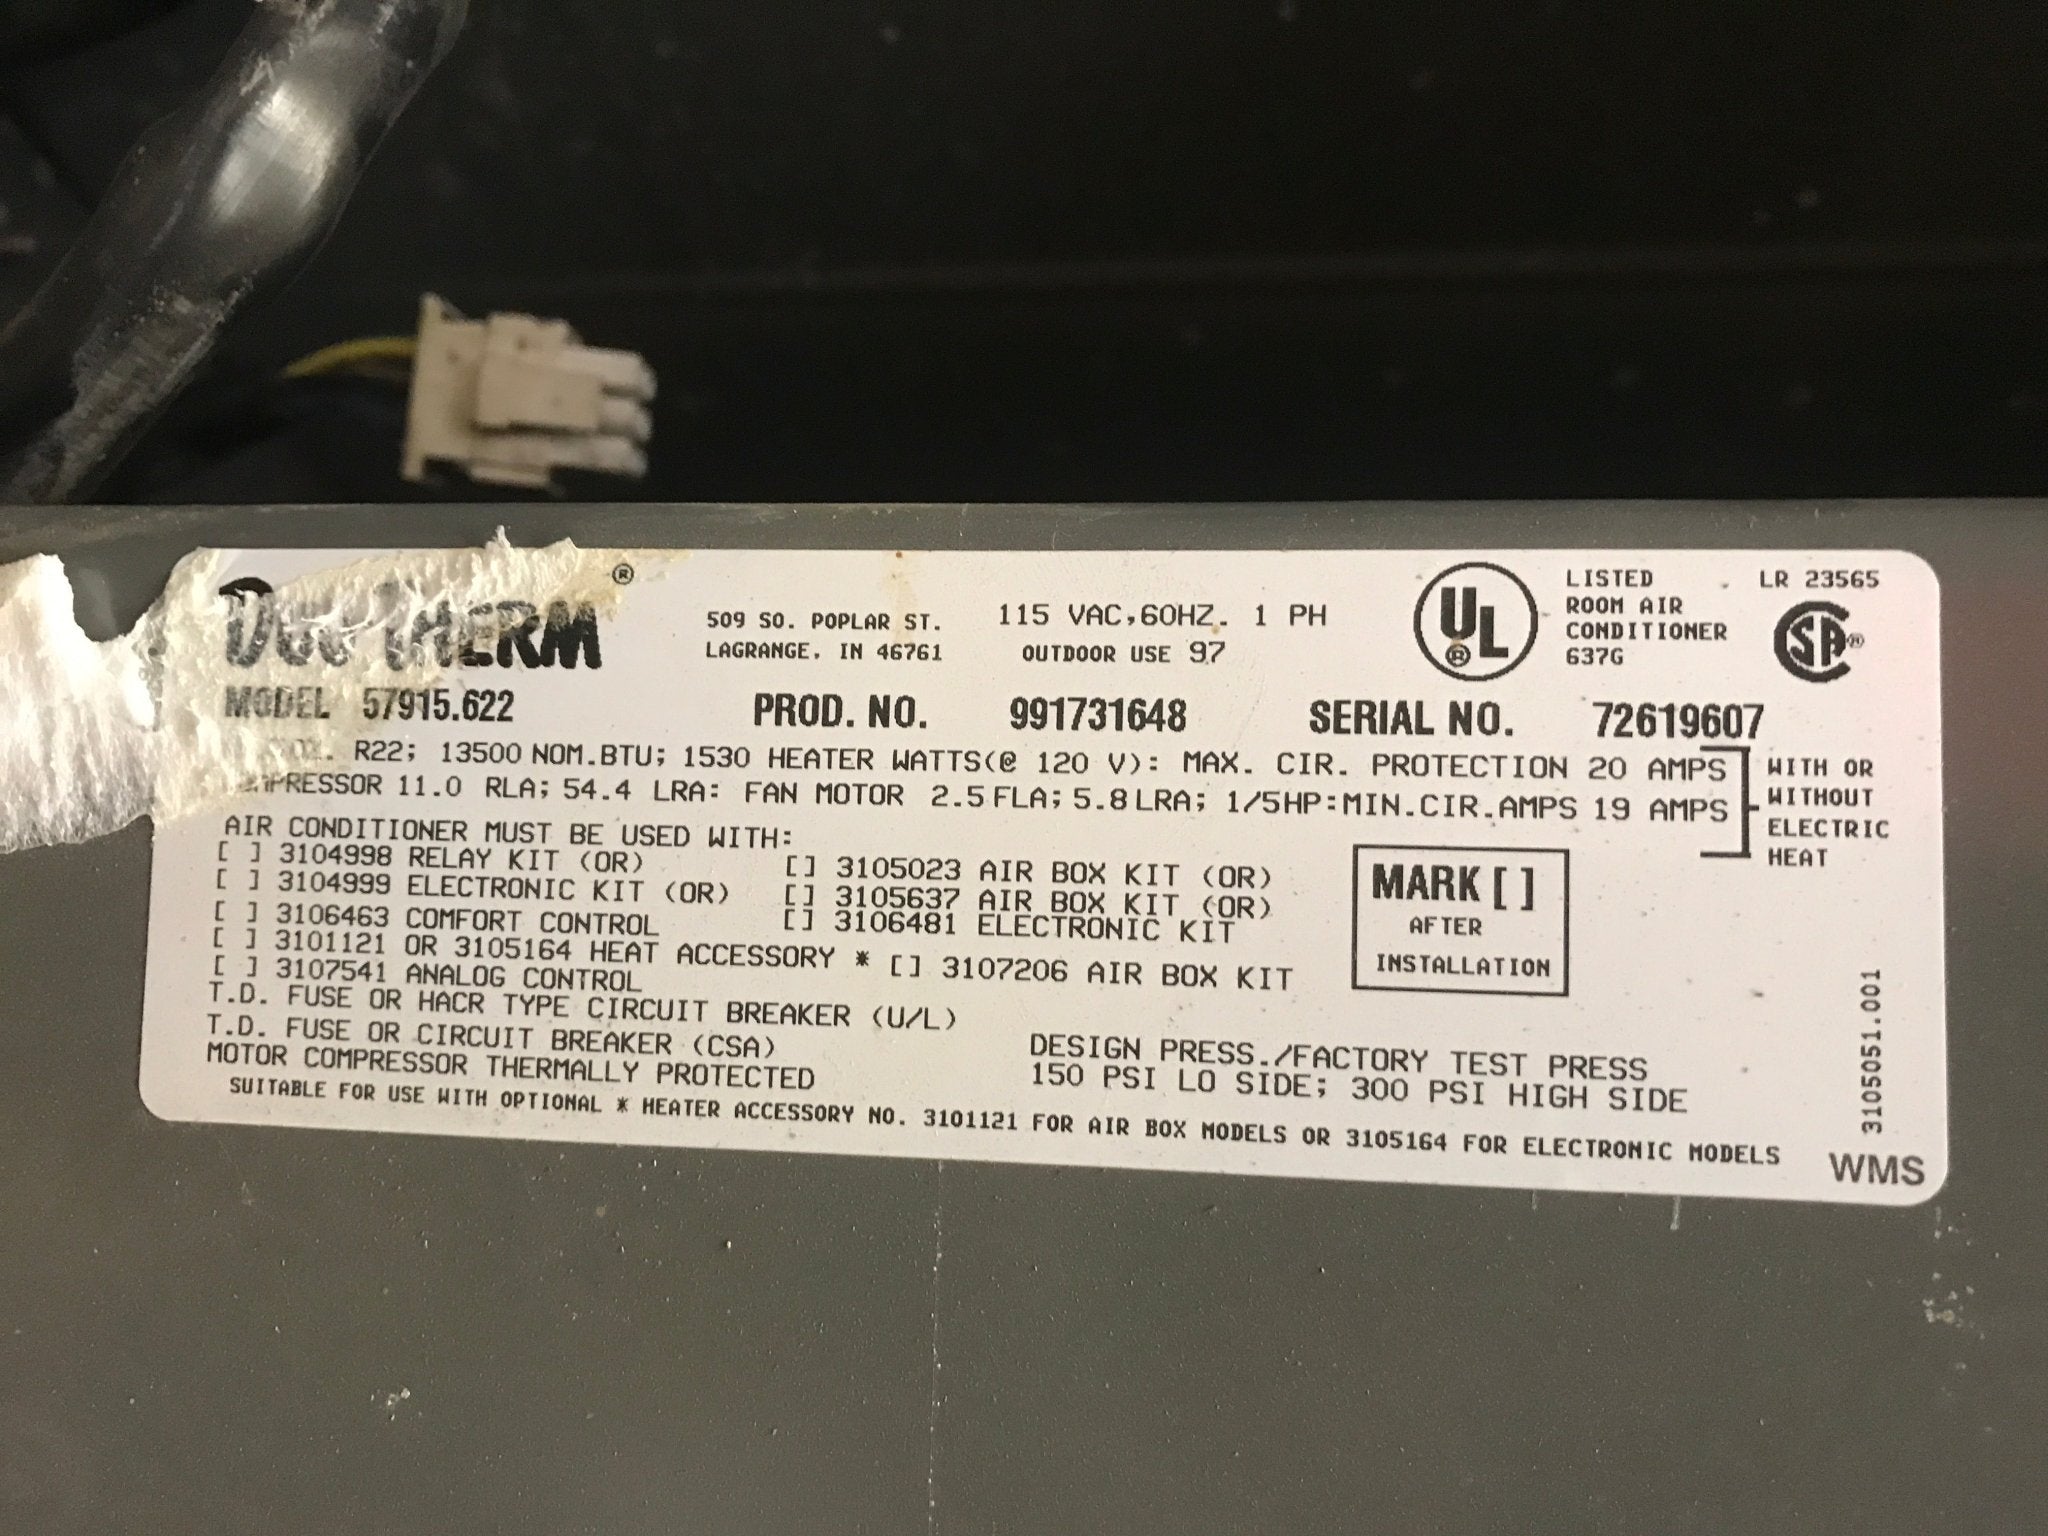 DUO THERM ®
509 SO. POPLAR ST.
LAGRANGE, IN 46761
115 VAC,60HZ. 1 PH
OUTDOOR USE 97
UL ®
LISTED
ROOM AIR
CONDITIONER
637G
LR 23565
SA ®
MODEL 57915.622 PROD. NO. 991731648 SERIAL NO. 72619607
OZ. R22; 13500 NOM.BTU; 1530 HEATER WATTS(@ 120 V): MAX. CIR. PROTECTION 20 AMPS
COMPRESSOR 11.0 RLA; 54.4 LRA: FAN MOTOR 2.5 FLA; 5.8 LRA; 1/5HP:MIN.CIR.AMPS 19 AMPS
WITH OR
WITHOUT
ELECTRIC
HEAT
AIR CONDITIONER MUST BE USED WITH:
[ ] 3104998 RELAY KIT (OR) [] 3105023 AIR BOX KIT (OR)
[ ] 3104999 ELECTRONIC KIT (OR) [] 3105637 AIR BOX KIT (OR)
[ ] 3106463 COMFORT CONTROL [] 3106481 ELECTRONIC KIT
[ ] 3101121 OR 3105164 HEAT ACCESSORY * [] 3107206 AIR BOX KIT
[ ] 3107541 ANALOG CONTROL
MARK [ ]
AFTER
INSTALLATION
T.D. FUSE OR HACR TYPE CIRCUIT BREAKER (U/L)
T.D. FUSE OR CIRCUIT BREAKER (CSA)
MOTOR COMPRESSOR THERMALLY PROTECTED
DESIGN PRESS./FACTORY TEST PRESS
150 PSI LO SIDE; 300 PSI HIGH SIDE
SUITABLE FOR USE WITH OPTIONAL * HEATER ACCESSORY NO. 3101121 FOR AIR BOX MODELS OR 3105164 FOR ELECTRONIC MODELS
3105051.001
WMS